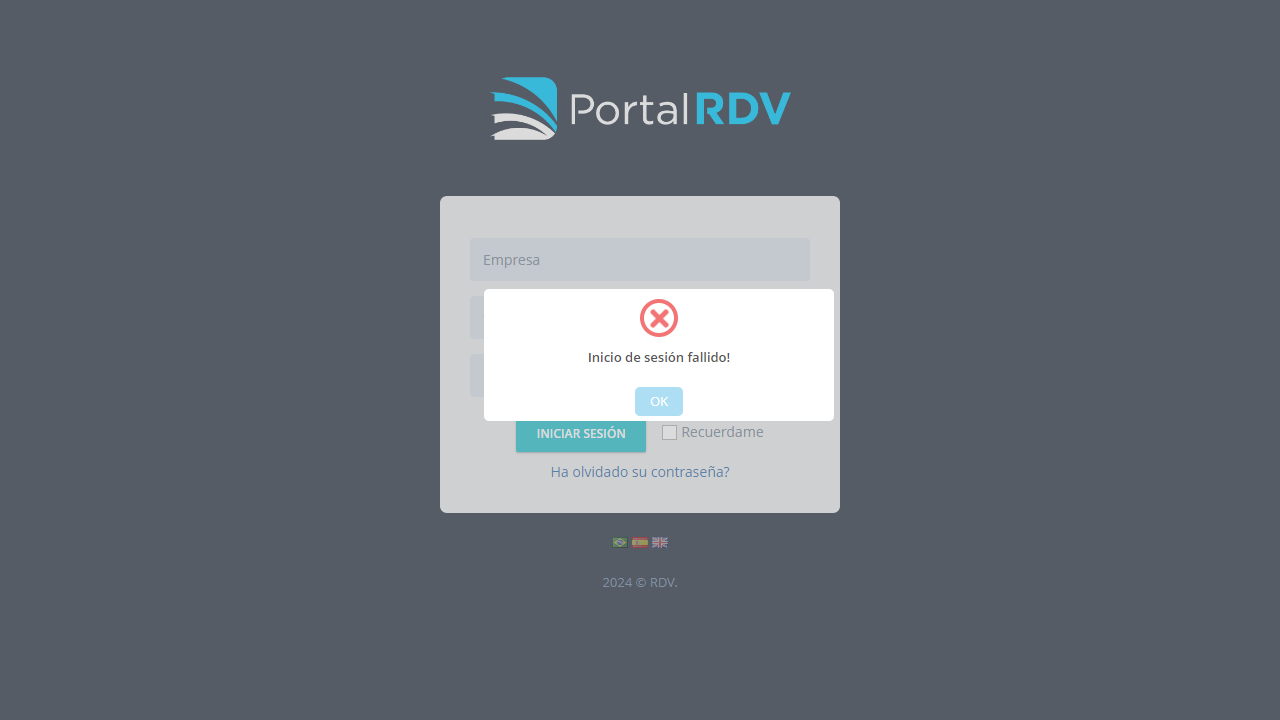 PortalRDV
Empresa
Inicio de sesión fallido!
OK
INICIAR SESIÓN
Recuerdame
Ha olvidado su contraseña?
2024 © RDV.